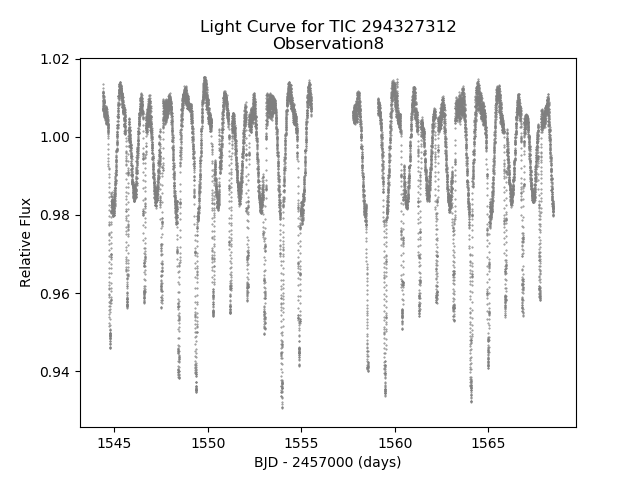 Light Curve for TIC 294327312
Observation8
Relative Flux
1.02
1.00
0.98
0.96
0.94
1545
1550
1555
1560
1565
BJD - 2457000 (days)